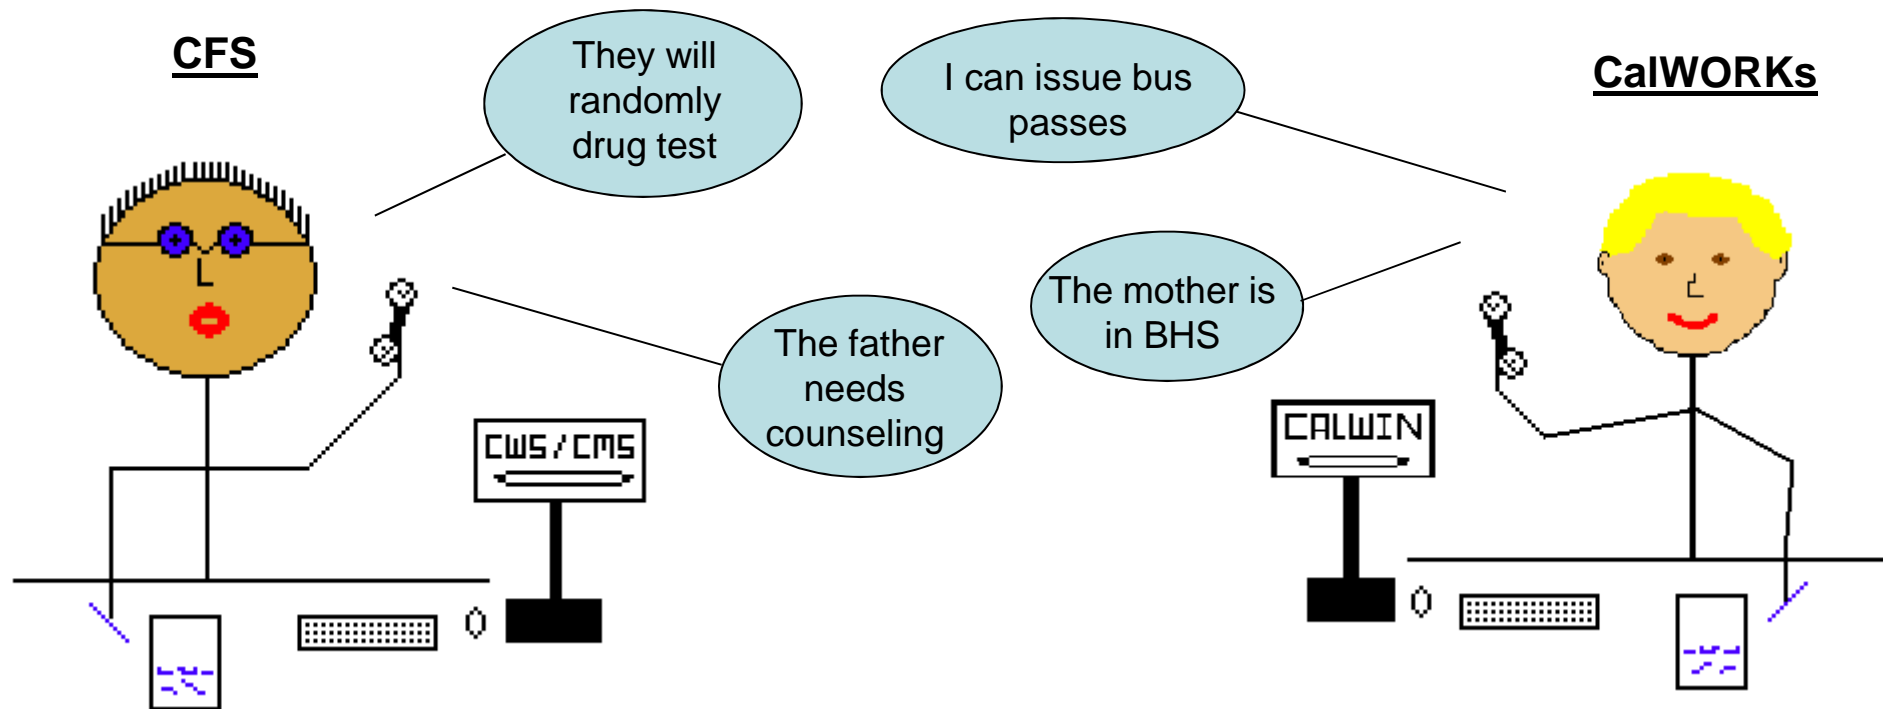 CFS
They will
randomly
drug test
I can issue bus
passes
CalWORKs
The father
needs
counseling
The mother is
in BHS
CWS/CMS
CALWIN